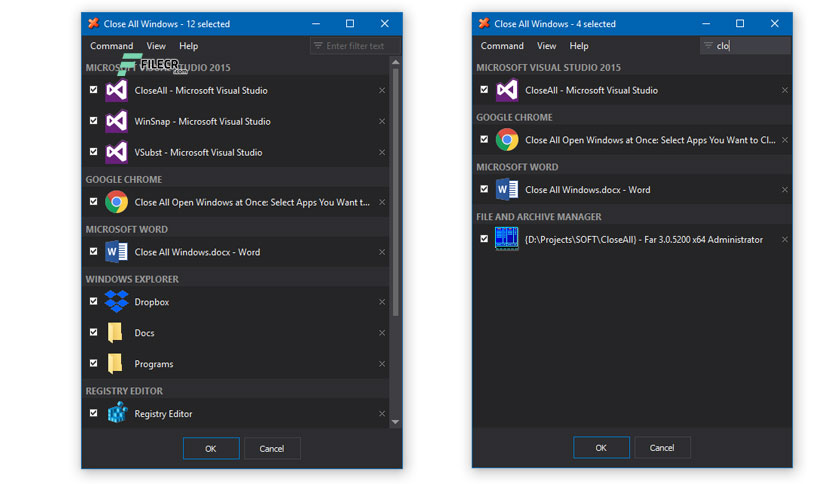 Close All Windows - 12 selected
Command View Help Enter filter text
FILECR
.com
MICROSOFT VISUAL STUDIO 2015
CloseAll - Microsoft Visual Studio
WinSnap - Microsoft Visual Studio
VSubst - Microsoft Visual Studio
GOOGLE CHROME
Close All Open Windows at Once: Select Apps You Want t...
MICROSOFT WORD
Close All Windows.docx - Word
WINDOWS EXPLORER
Dropbox
Docs
Programs
REGISTRY EDITOR
Registry Editor
OK Cancel
Close All Windows - 4 selected
Command View Help clo
MICROSOFT VISUAL STUDIO 2015
CloseAll - Microsoft Visual Studio
GOOGLE CHROME
Close All Open Windows at Once: Select Apps You Want to Cl...
MICROSOFT WORD
W
Close All Windows.docx - Word
FILE AND ARCHIVE MANAGER
{D:\Projects\SOFT\CloseAll} - Far 3.0.5200 x64 Administrator
OK Cancel